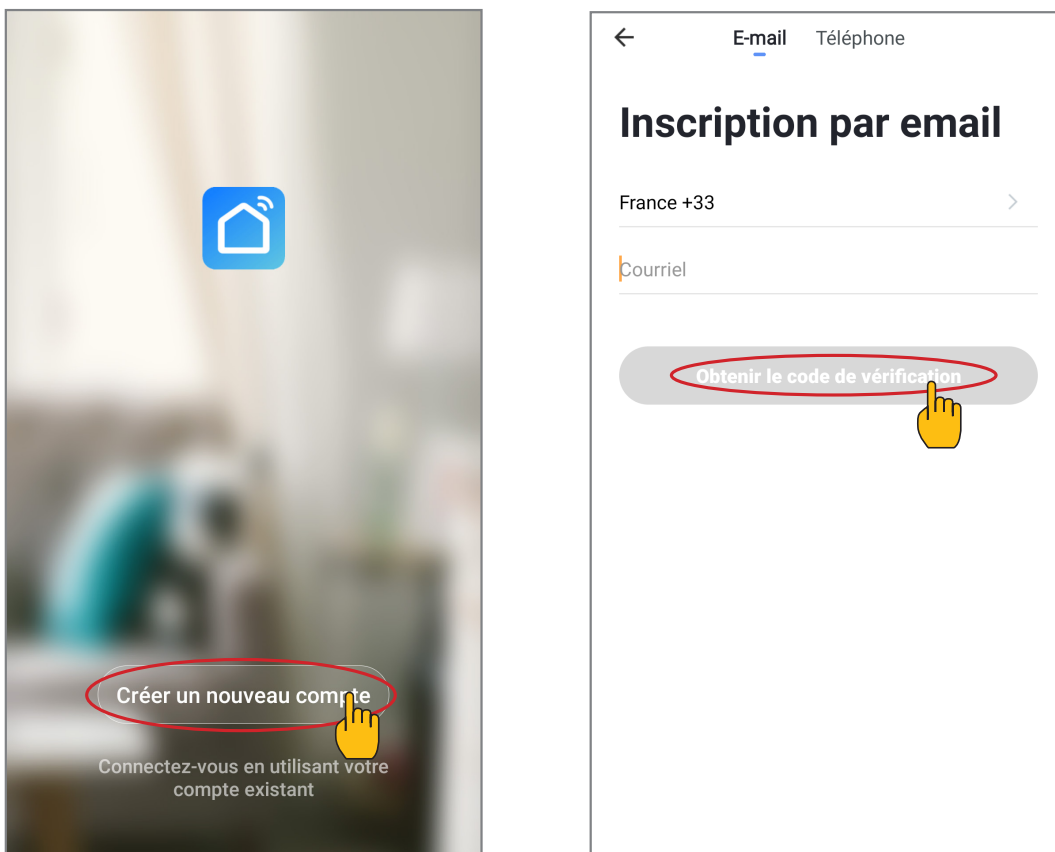 Créer un nouveau compte
Connectez-vous en utilisant votre
compte existant
E-mail Téléphone
Inscription par email
France +33
Courriel
Obtenir le code de vérification